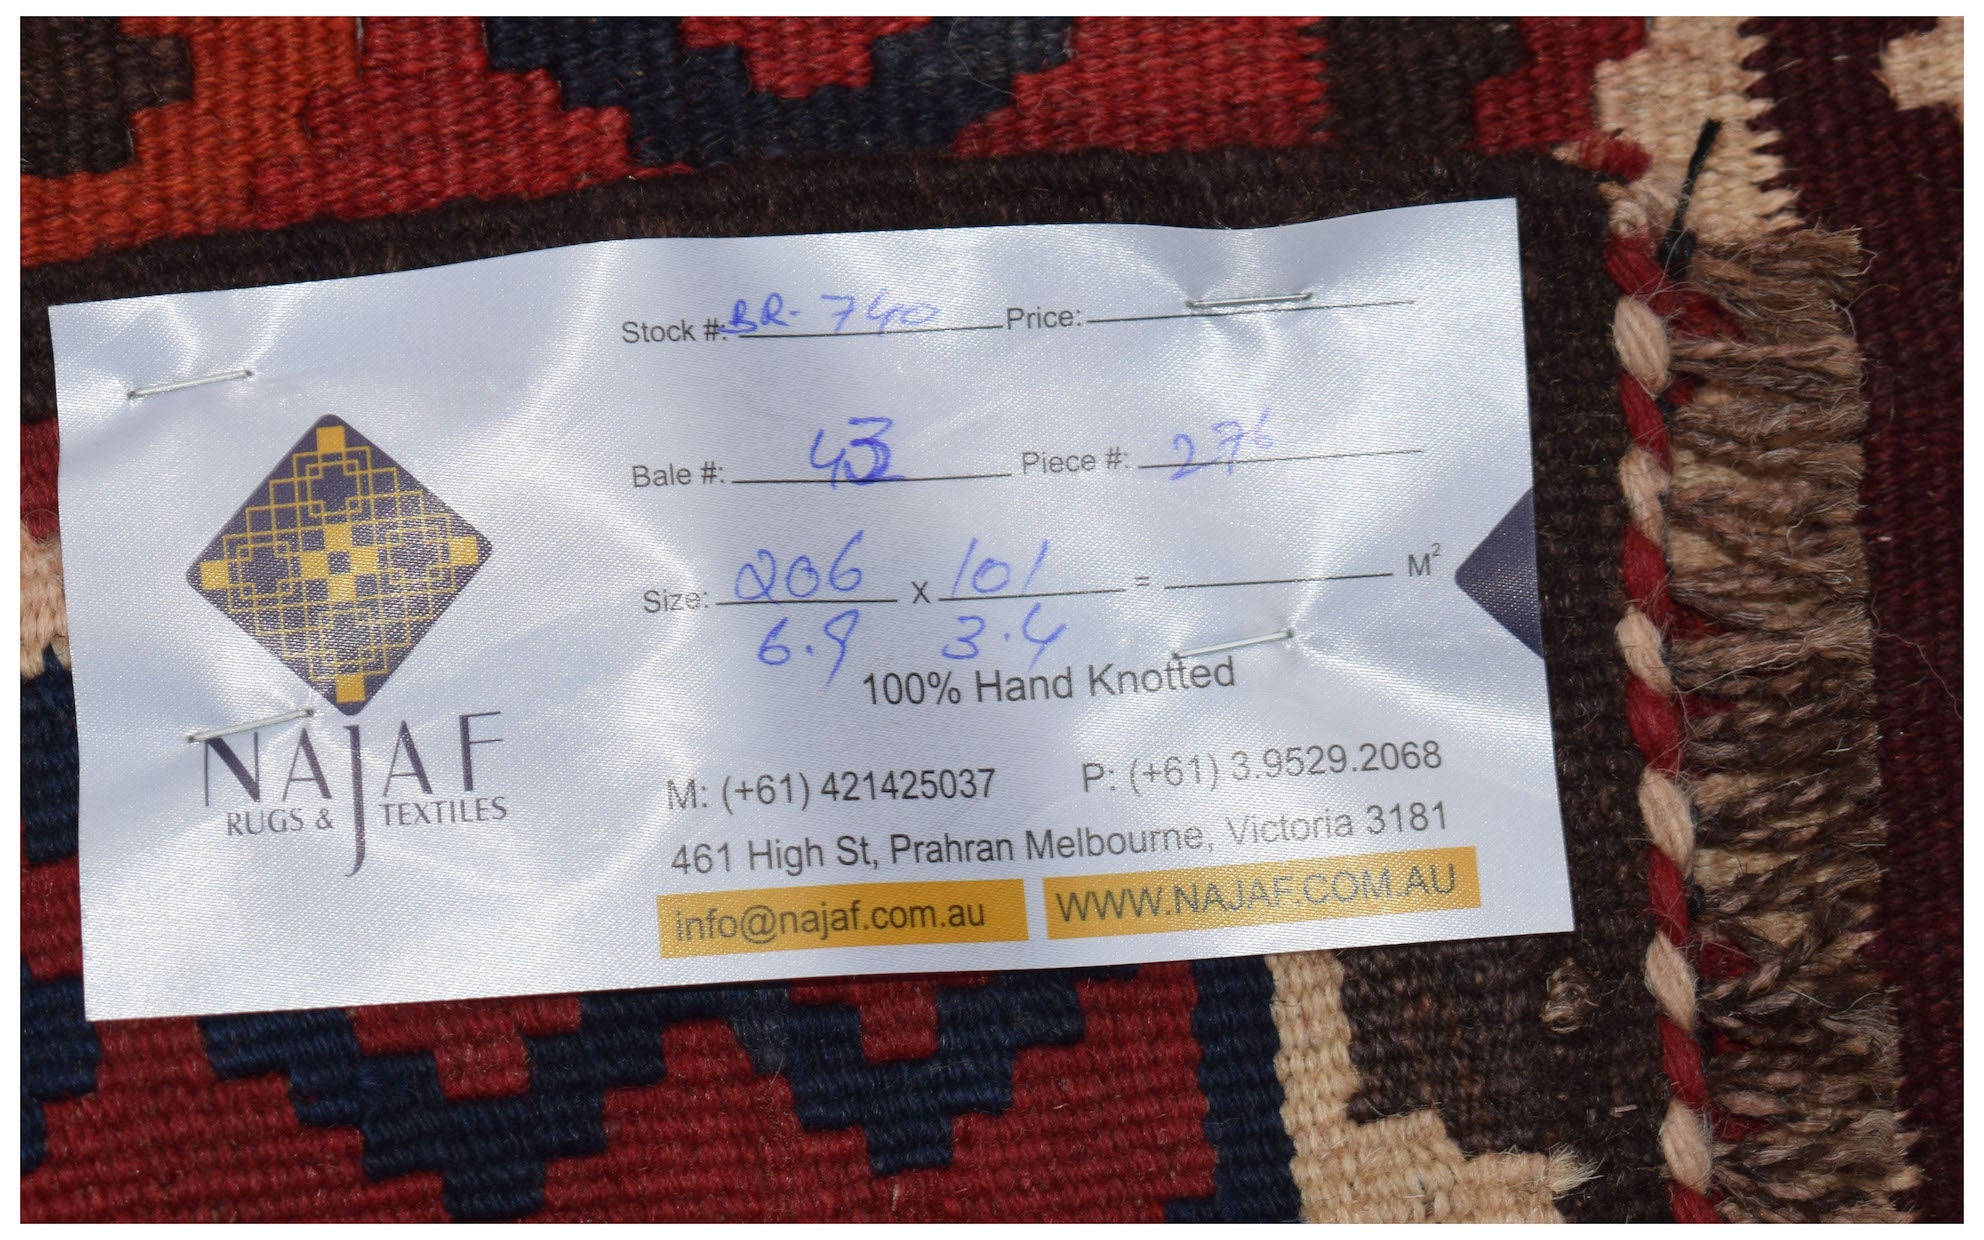 Stock #: BR-740 Price:
Bale #: 43 Piece #: 276
Size: 206 x 101 = M²
6.9 3.4
100% Hand Knotted
NAJAF
RUGS & TEXTILES
M: (+61) 421425037 P: (+61) 3.9529.2068
461 High St, Prahran Melbourne, Victoria 3181
info@najaf.com.au WWW.NAJAF.COM.AU